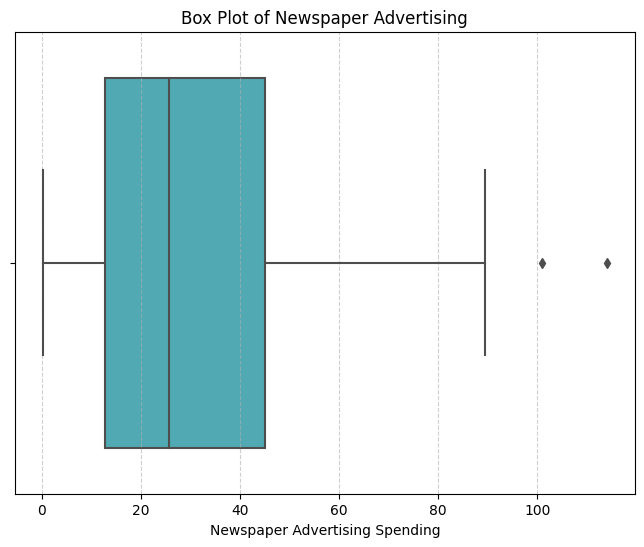 Box Plot of Newspaper Advertising
0 20 40 60 80 100
Newspaper Advertising Spending